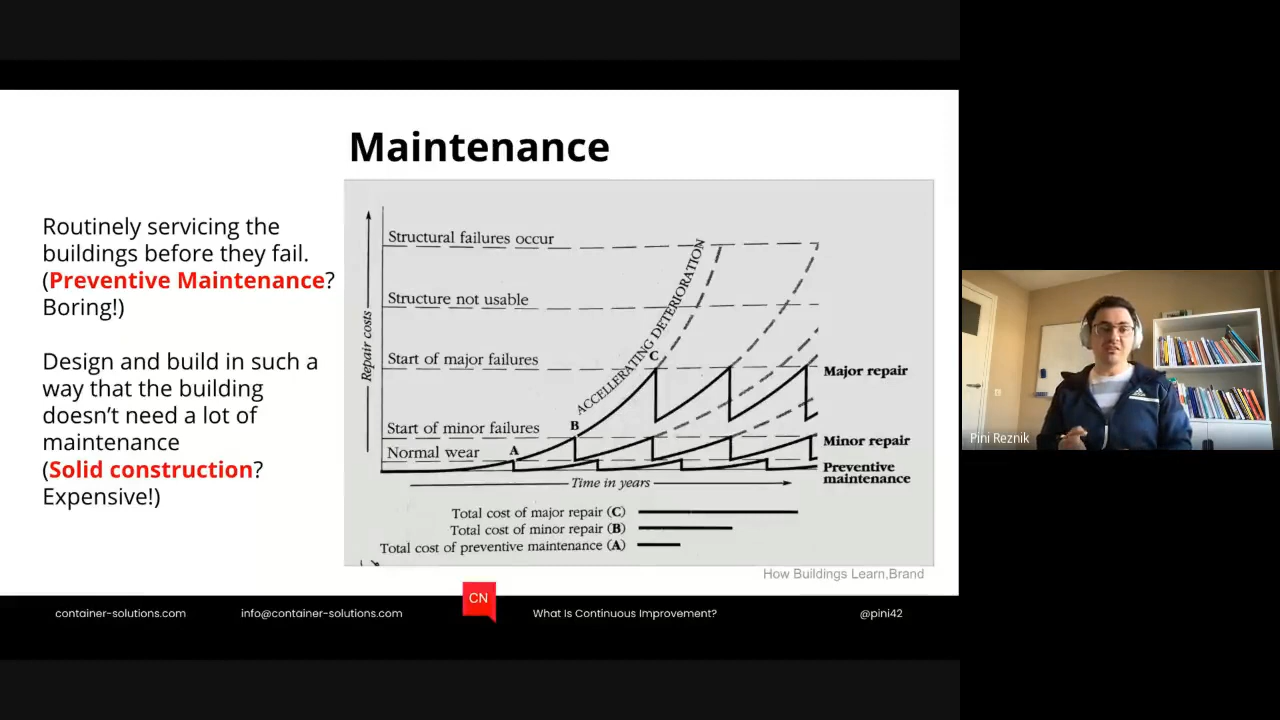 Maintenance
Routinely servicing the
buildings before they fail.
(Preventive Maintenance?
Boring!)
Design and build in such a
way that the building
doesn't need a lot of
maintenance
(Solid construction?
Expensive!)
Repair costs
Structural failures occur
Structure not usable
Start of major failures
Start of minor failures
Normal wear
ACCELLERATING DETERIORATION
A
B
C
Major repair
Minor repair
Preventive
maintenance
Time in years
Total cost of major repair (C)
Total cost of minor repair (B)
Total cost of preventive maintenance (A)
How Buildings Learn,Brand
container-solutions.com
info@container-solutions.com
CN
What Is Continuous Improvement?
@pini42
Pini Reznik